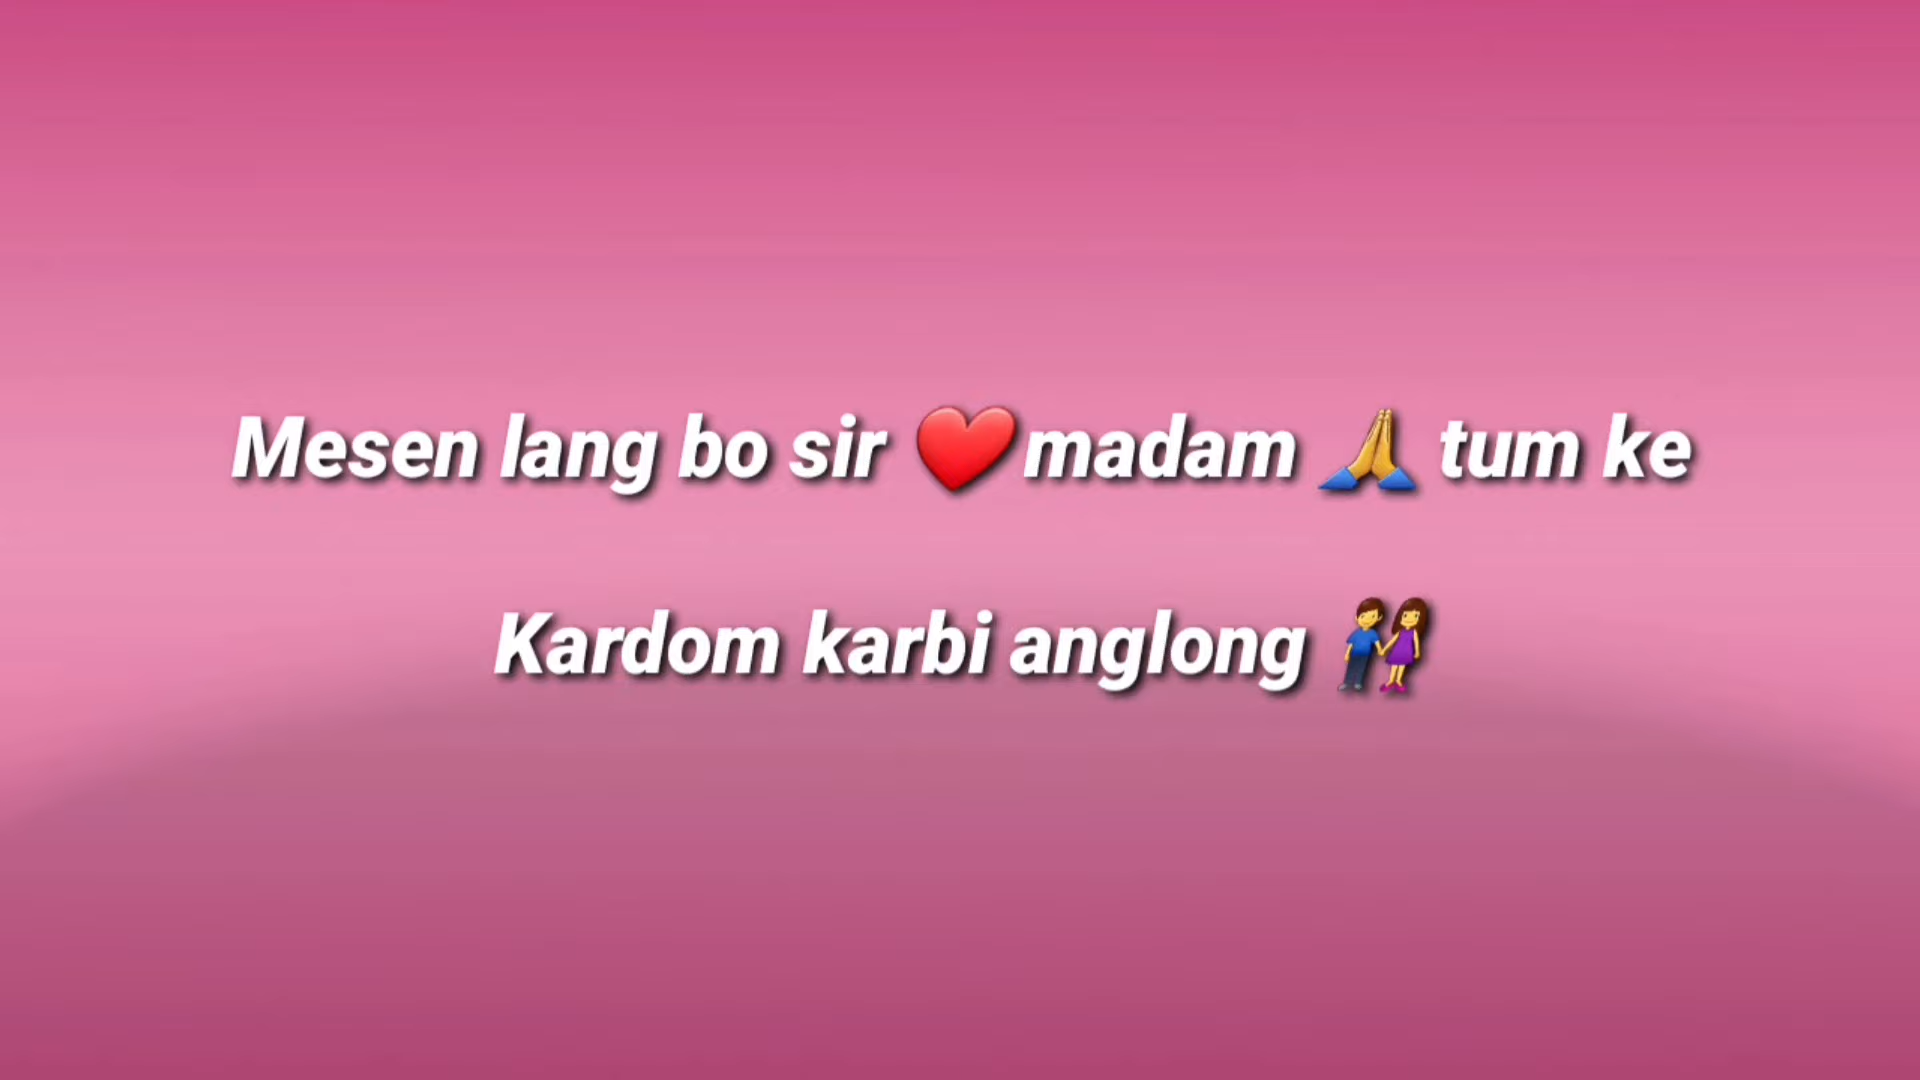 Mesen lang bo sir ❤️madam 🙏 tum ke
Kardom karbi anglong 👫